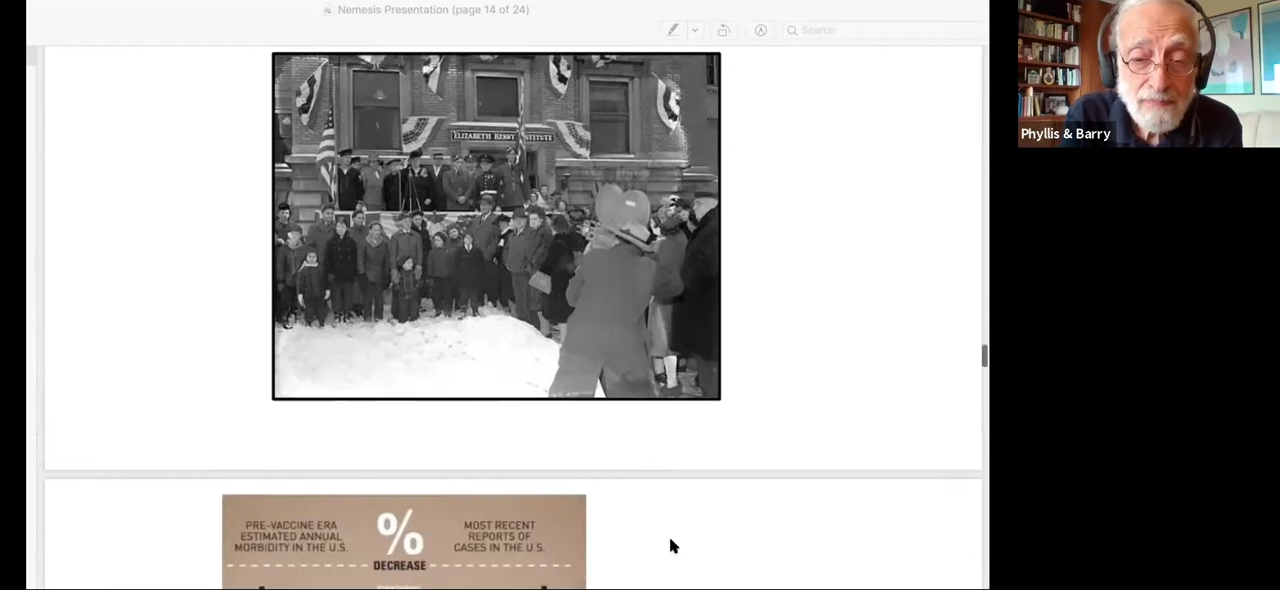 Nemesis Presentation (page 14 of 24)
Search
Phyllis & Barry
ELIZABETH KENNY
PRE-VACCINE ERA
ESTIMATED ANNUAL
MORBIDITY IN THE U.S.
%
DECREASE
MOST RECENT
REPORTS OF
CASES IN THE U.S.